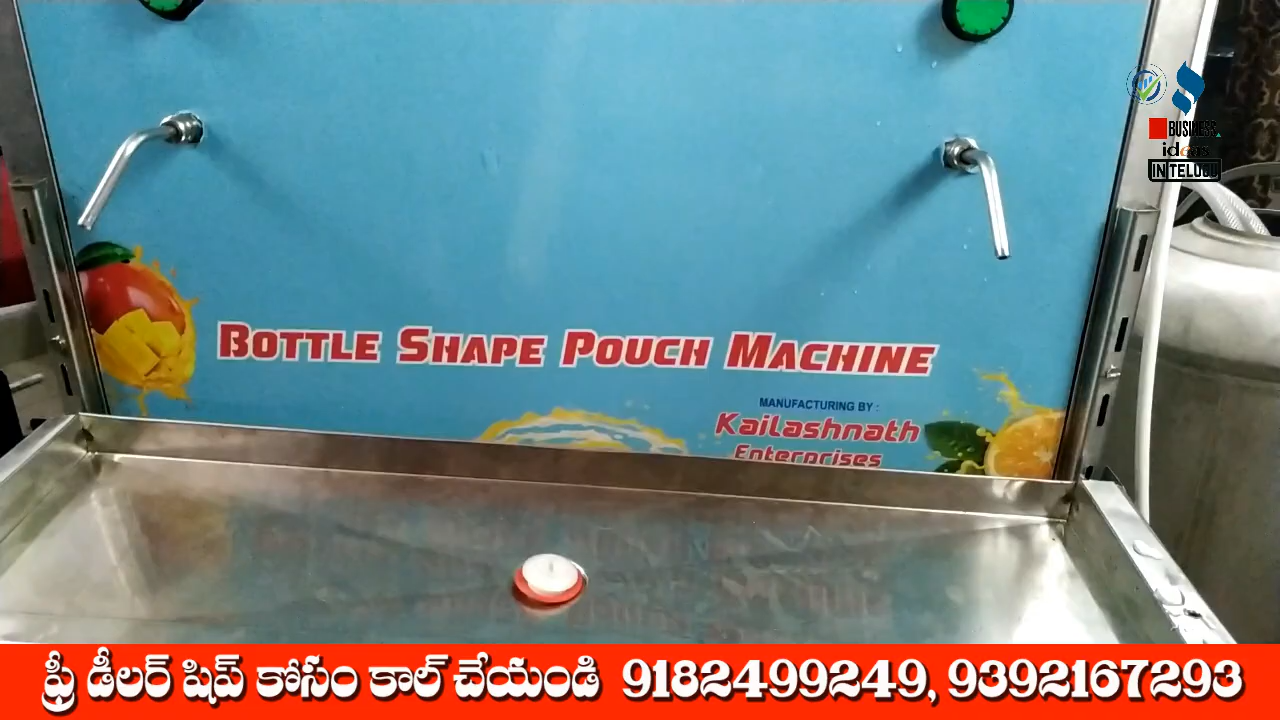 BUSINESS
ideas
IN TELUGU
BOTTLE SHAPE POUCH MACHINE
MANUFACTURING BY :
Kailashnath
Enterprises
ఫ్రీ డీలర్ షిప్ కోసం కాల్ చేయండి 9182499249, 9392167293